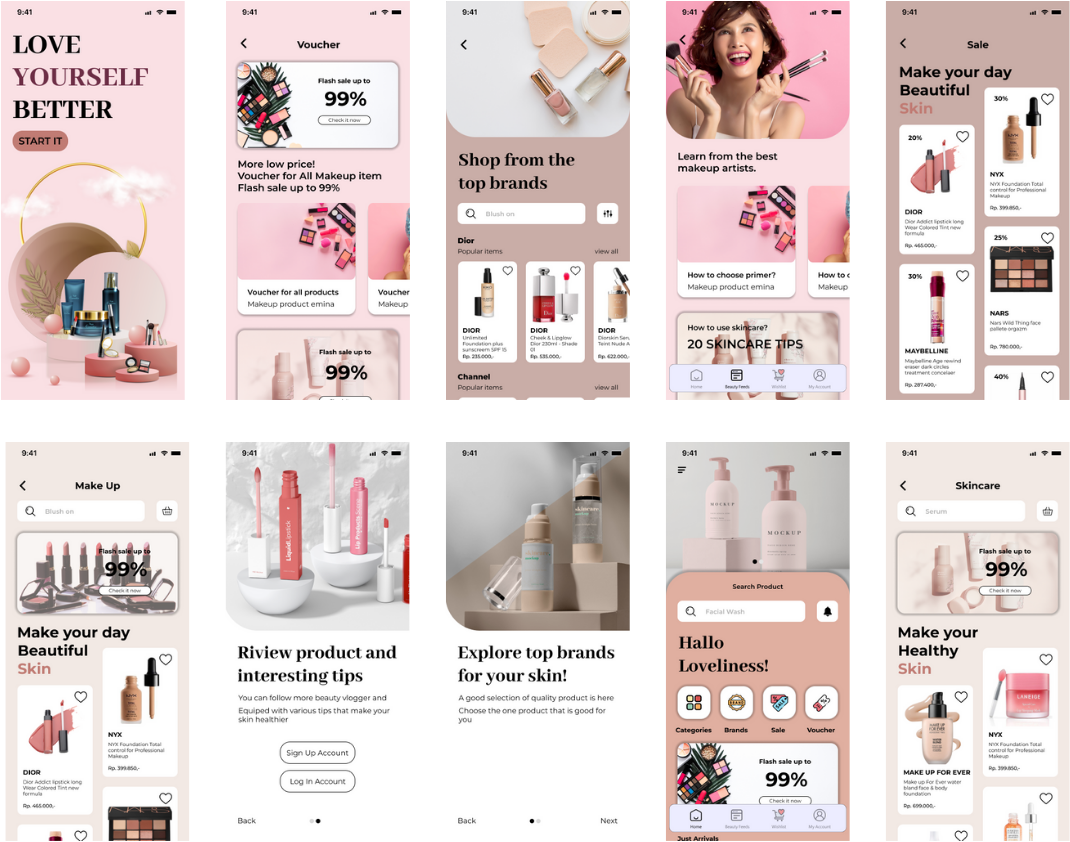 9:41
LOVE
YOURSELF
BETTER
START IT
9:41
Voucher
Flash sale up to
99%
Check it now
More low price!
Voucher for All Makeup item
Flash sale up to 99%
Voucher for all products
Makeup product emina
Voucher
Makeup
Flash sale up to
99%
9:41
Shop from the
top brands
Blush on
Dior
Popular items
view all
DIOR
Unlimited
Foundation plus
sunscreen SPF 15
Rp. 235.000,-
DIOR
Cheek & Lipglow
Dior 230ml - Shade
01
Rp. 535.000,-
DIOR
Diorskin
Teint Nude
Rp. 622.000,-
Channel
Popular items
view all
9:41
Learn from the best
makeup artists.
How to choose primer?
Makeup product emina
How to
Makeup
How to use skincare?
20 SKINCARE TIPS
Home
Beauty Feeds
Wishlist
My Account
9:41
Sale
Make your day
Beautiful
Skin
20%
DIOR
Dior Addict lipstick long
Wear Colored Tint new
formula
Rp. 465.000,-
30%
MAYBELLINE
Maybelline Age rewind
eraser dark circles
treatment concelaer
Rp. 287.400,-
30%
NYX
NYX Foundation Total
control for Professional
Makeup
Rp. 399.850,-
25%
NARS
Nars Wild Thing face
pallete orgazm
Rp. 780.000,-
40%
9:41
Make Up
Blush on
Flash sale up to
99%
Check it now
Make your day
Beautiful
Skin
DIOR
Dior Addict lipstick long
Wear Colored Tint new
formula
Rp. 465.000,-
NYX
NYX Foundation Total
control for Professional
Makeup
Rp. 399.850,-
9:41
Liquid Lipstick
Riview product and
interesting tips
You can follow more beauty vlogger and
Equiped with various tips that make your
skin healthier
Sign Up Account
Log In Account
Back
9:41
skincare
Explore top brands
for your skin!
A good selection of quality product is here
Choose the one product that is good for
you
Back
Next
9:41
MOCKUP
MOCKUP
Search Product
Facial Wash
Hallo
Loveliness!
BRAND
SALE
Categories
Brands
Sale
Voucher
Flash sale up to
99%
Check it now
Home
Beauty Feeds
Wishlist
My Account
Just Arrivals
9:41
Skincare
Serum
Flash sale up to
99%
Check it now
Make your
Healthy
Skin
MAKE UP
FOR EVER
MAKE UP FOR EVER
Make up For Ever water
blend face & body
foundation
Rp. 699.000,-
LANEIGE
NYX
NYX Foundation Total
control for Professional
Makeup
Rp. 399.850,-